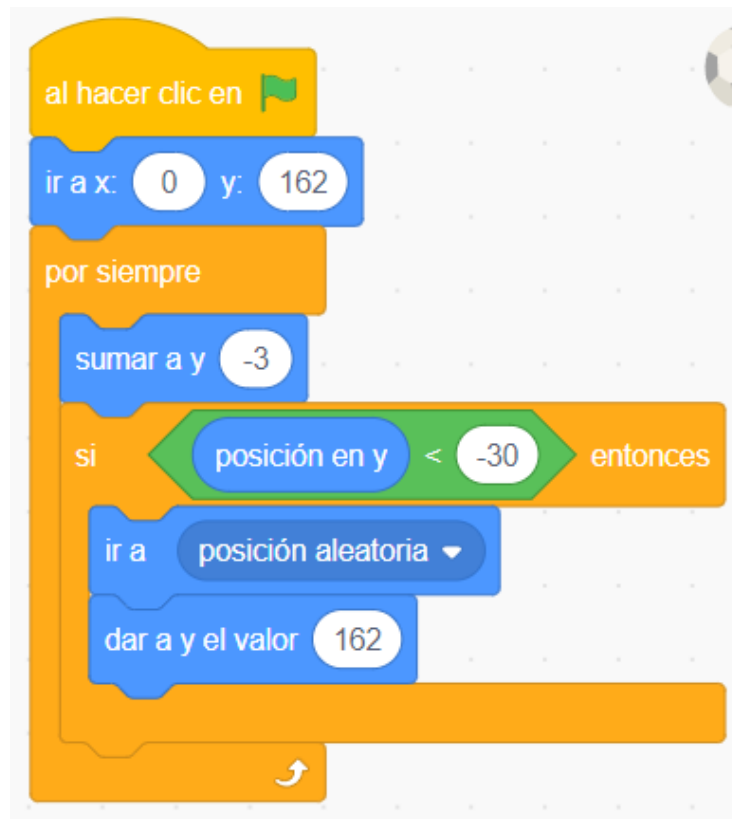 al hacer clic en
ir a x: 0 y: 162
por siempre
sumar a y -3
si posición en y < -30 entonces
ir a posición aleatoria
dar a y el valor 162